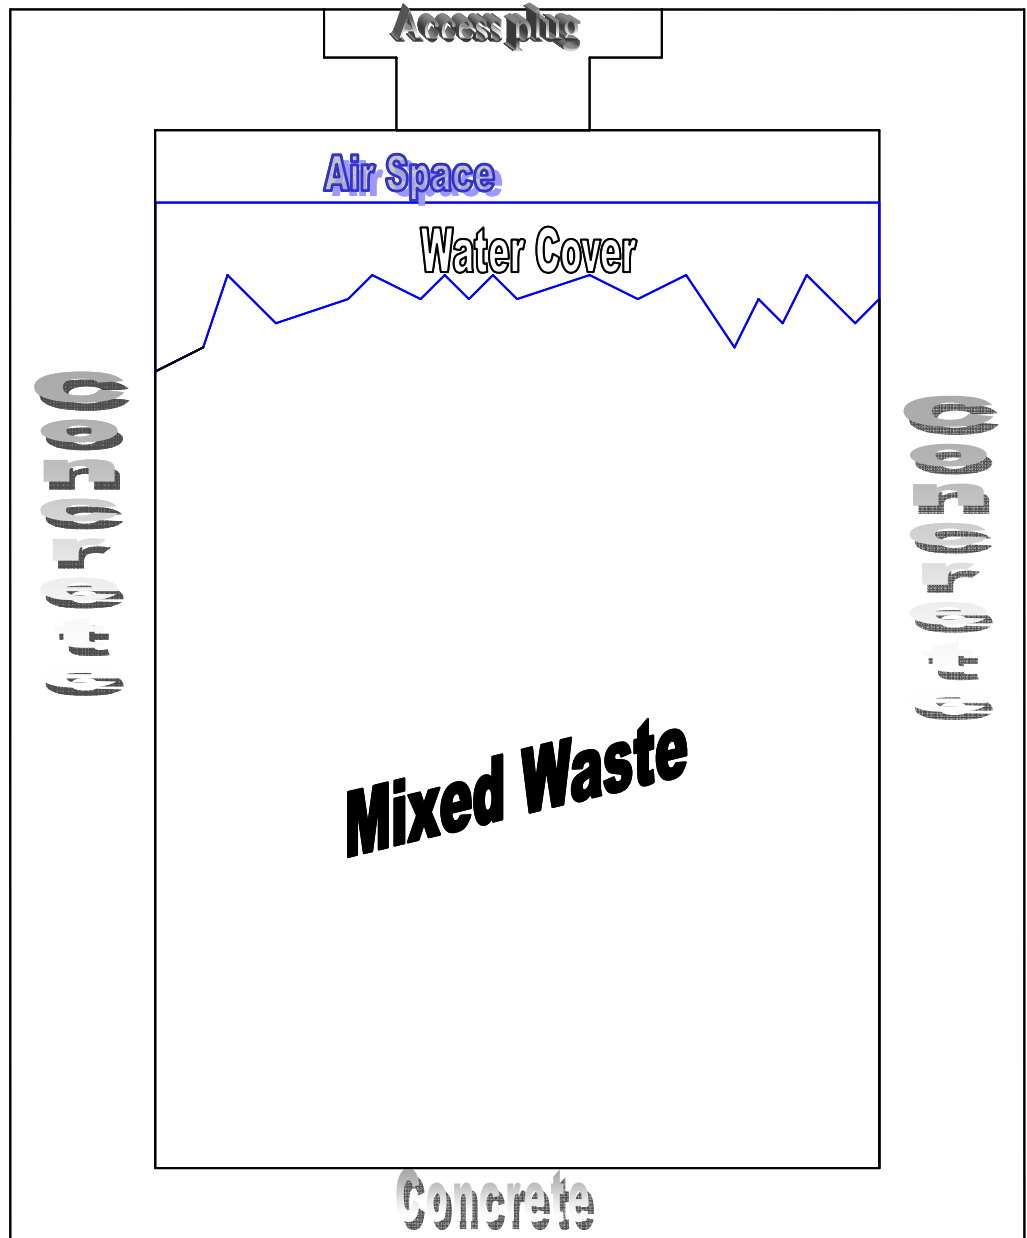 Access plug
Air Space
Water Cover
Concrete
Concrete
Mixed Waste
Concrete